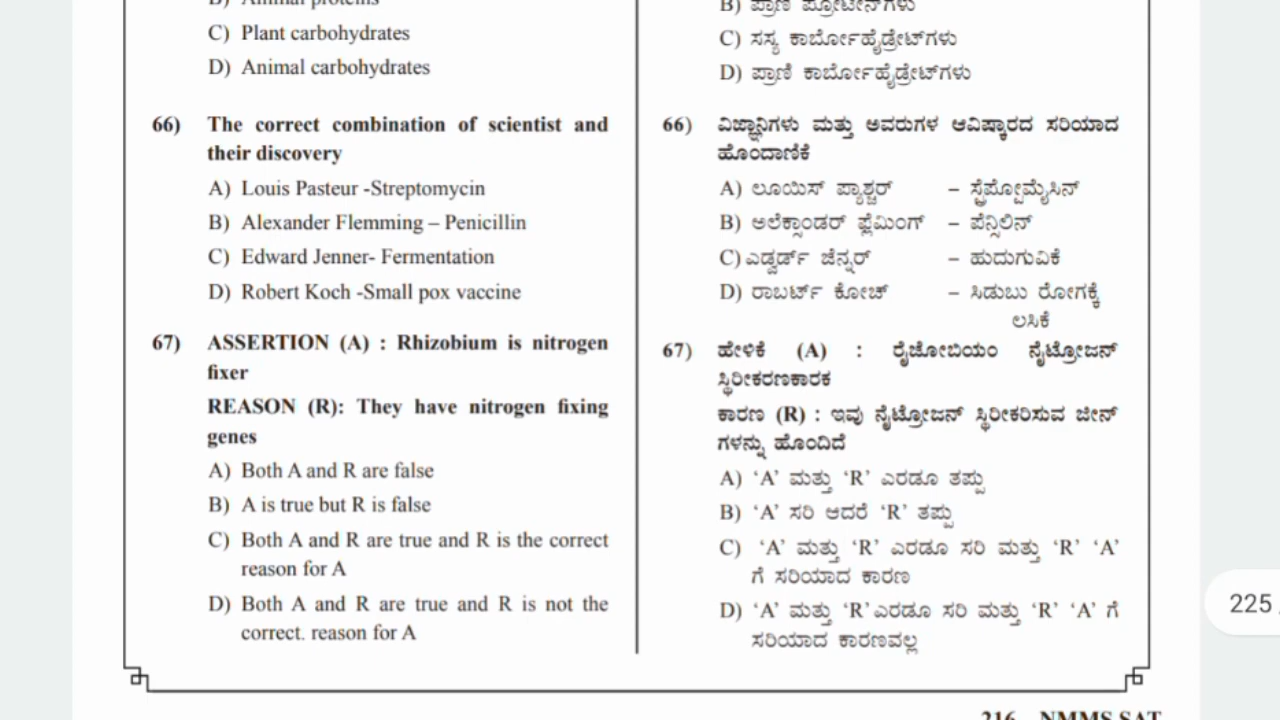 C) Plant carbohydrates
D) Animal carbohydrates
66) The correct combination of scientist and
their discovery
A) Louis Pasteur -Streptomycin
B) Alexander Flemming – Penicillin
C) Edward Jenner- Fermentation
D) Robert Koch -Small pox vaccine
67) ASSERTION (A) : Rhizobium is nitrogen
fixer
REASON (R): They have nitrogen fixing
genes
A) Both A and R are false
B) A is true but R is false
C) Both A and R are true and R is the correct
reason for A
D) Both A and R are true and R is not the
correct. reason for A
B) ಪ್ರಾಣಿ ಪ್ರೋಟೀನ್‌ಗಳು
C) ಸಸ್ಯ ಕಾರ್ಬೋಹೈಡ್ರೇಟ್‌ಗಳು
D) ಪ್ರಾಣಿ ಕಾರ್ಬೋಹೈಡ್ರೇಟ್‌ಗಳು
66) ವಿಜ್ಞಾನಿಗಳು ಮತ್ತು ಅವರುಗಳ ಆವಿಷ್ಕಾರದ ಸರಿಯಾದ
ಹೊಂದಾಣಿಕೆ
A) ಲೂಯಿಸ್ ಪ್ಯಾಶ್ಚರ್ – ಸ್ಟ್ರೆಪ್ಟೋಮೈಸಿನ್
B) ಅಲೆಕ್ಸಾಂಡರ್ ಫ್ಲೆಮಿಂಗ್ – ಪೆನ್ಸಿಲಿನ್
C) ಎಡ್ವರ್ಡ್ ಜೆನ್ನರ್ – ಹುದುಗುವಿಕೆ
D) ರಾಬರ್ಟ್ ಕೋಚ್ – ಸಿಡುಬು ರೋಗಕ್ಕೆ
ಲಸಿಕೆ
67) ಹೇಳಿಕೆ (A) : ರೈಜೋಬಿಯಂ ನೈಟ್ರೋಜನ್
ಸ್ಥಿರೀಕರಣಕಾರಕ
ಕಾರಣ (R) : ಇವು ನೈಟ್ರೋಜನ್ ಸ್ಥಿರೀಕರಿಸುವ ಜೀನ್
ಗಳನ್ನು ಹೊಂದಿದೆ
A) ‘A’ ಮತ್ತು ‘R’ ಎರಡೂ ತಪ್ಪು
B) ‘A’ ಸರಿ ಆದರೆ ‘R’ ತಪ್ಪು
C) ‘A’ ಮತ್ತು ‘R’ ಎರಡೂ ಸರಿ ಮತ್ತು ‘R’ ‘A’
ಗೆ ಸರಿಯಾದ ಕಾರಣ
D) ‘A’ ಮತ್ತು ‘R’ ಎರಡೂ ಸರಿ ಮತ್ತು ‘R’ ‘A’ ಗೆ
ಸರಿಯಾದ ಕಾರಣವಲ್ಲ
225
216 NMMS SAT